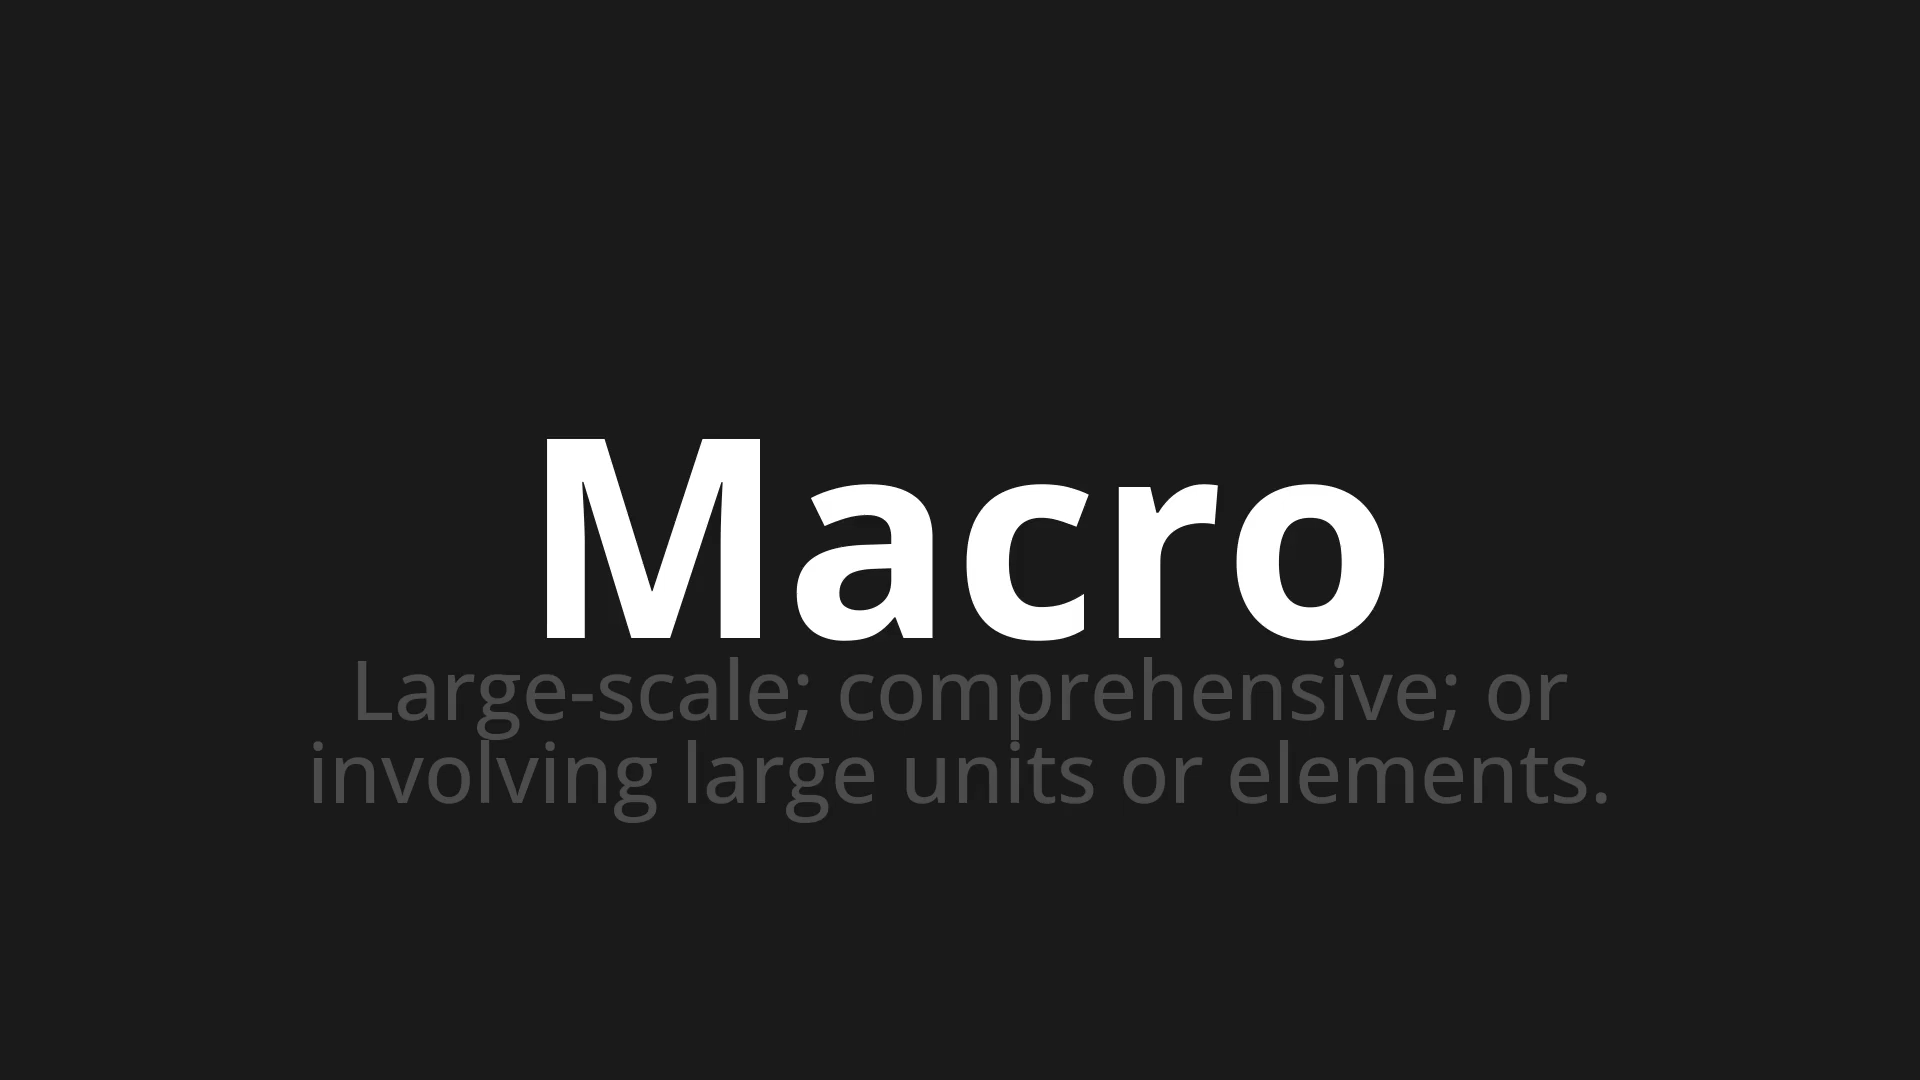 Macro
Large-scale; comprehensive; or
involving large units or elements.